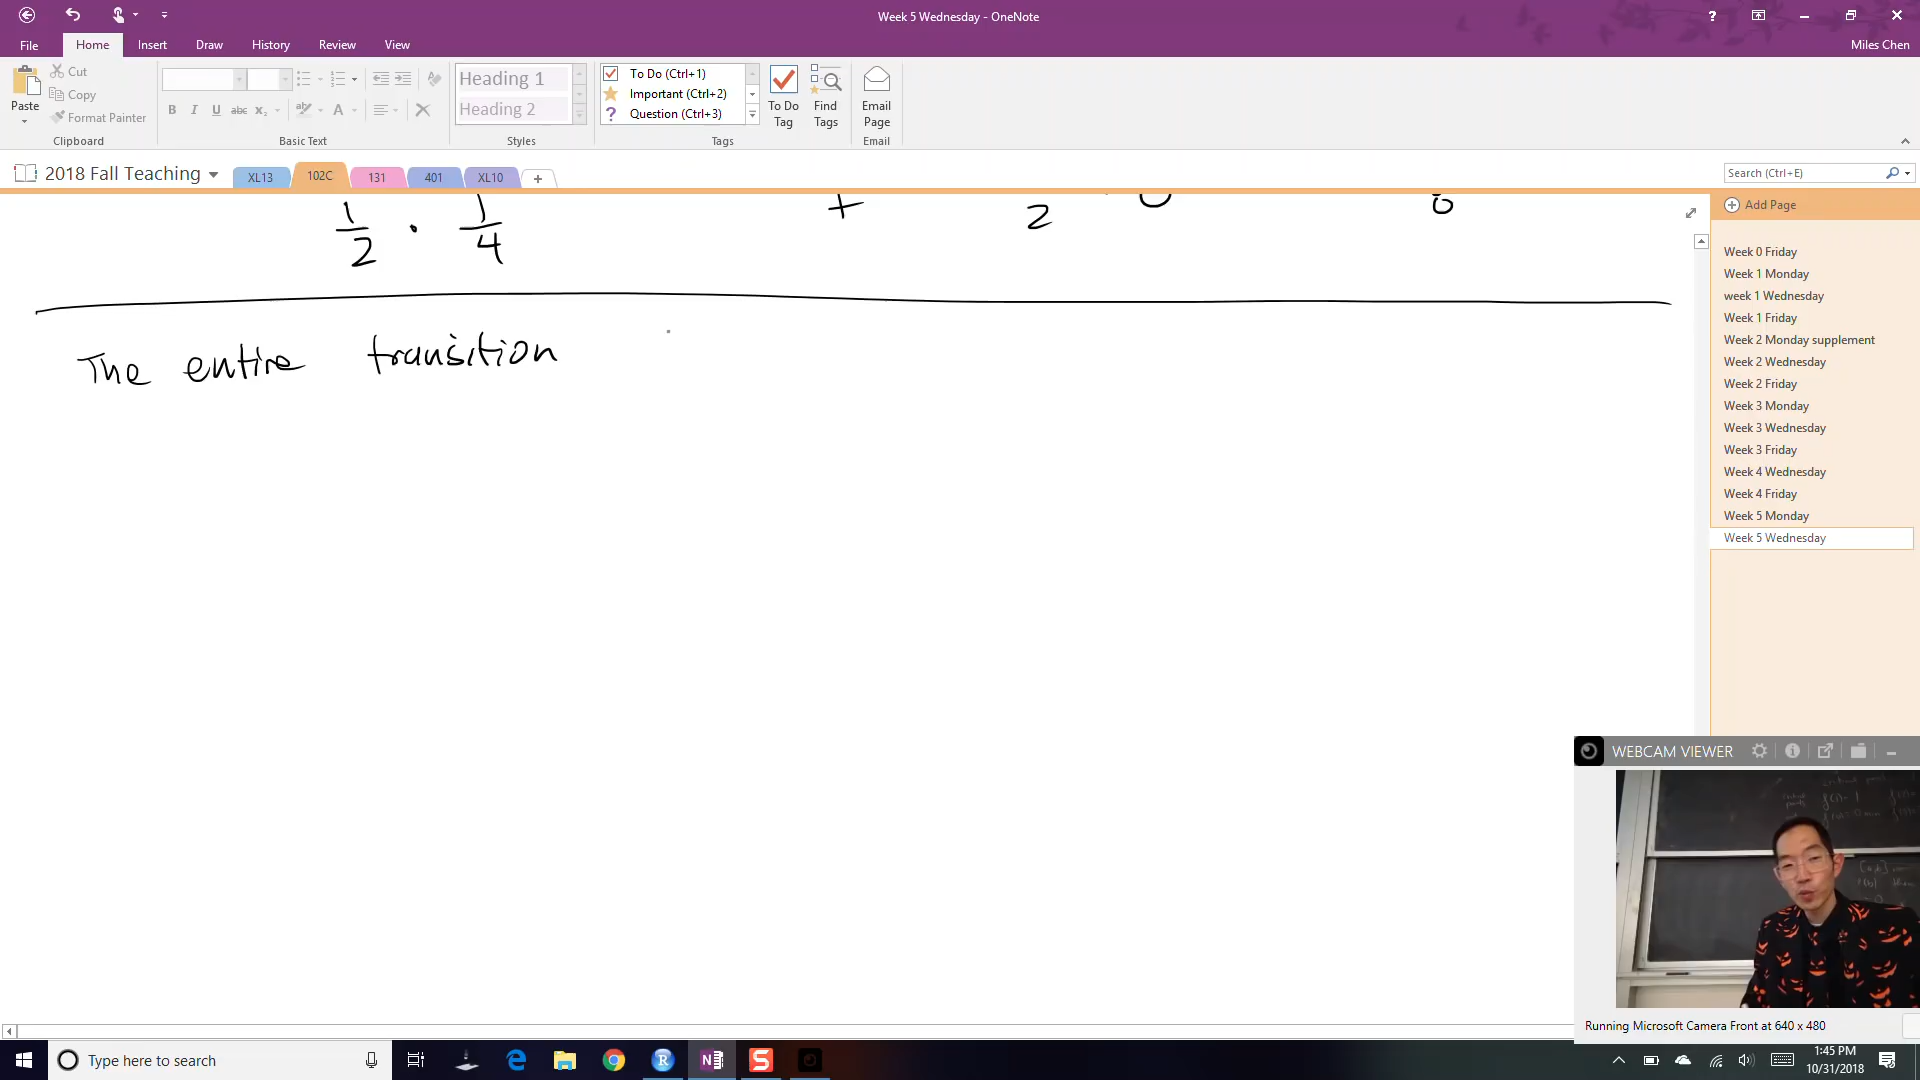 Week 5 Wednesday - OneNote
?
File Home Insert Draw History Review View
Miles Chen
Paste
Cut
Copy
Format Painter
Clipboard
B I U abc x₂ A
Basic Text
Heading 1
Heading 2
Styles
To Do (Ctrl+1)
Important (Ctrl+2)
Question (Ctrl+3)
To Do Tag
Find Tags
Tags
Email Page
Email
2018 Fall Teaching XL13 102C 131 401 XL10 +
Search (Ctrl+E)
Add Page
Week 0 Friday
Week 1 Monday
week 1 Wednesday
Week 1 Friday
Week 2 Monday supplement
Week 2 Wednesday
Week 2 Friday
Week 3 Monday
Week 3 Wednesday
Week 3 Friday
Week 4 Wednesday
Week 4 Friday
Week 5 Monday
Week 5 Wednesday
1/2 · 1/4 + 2
The entire transition
WEBCAM VIEWER
Running Microsoft Camera Front at 640 x 480
Type here to search
1:45 PM
10/31/2018